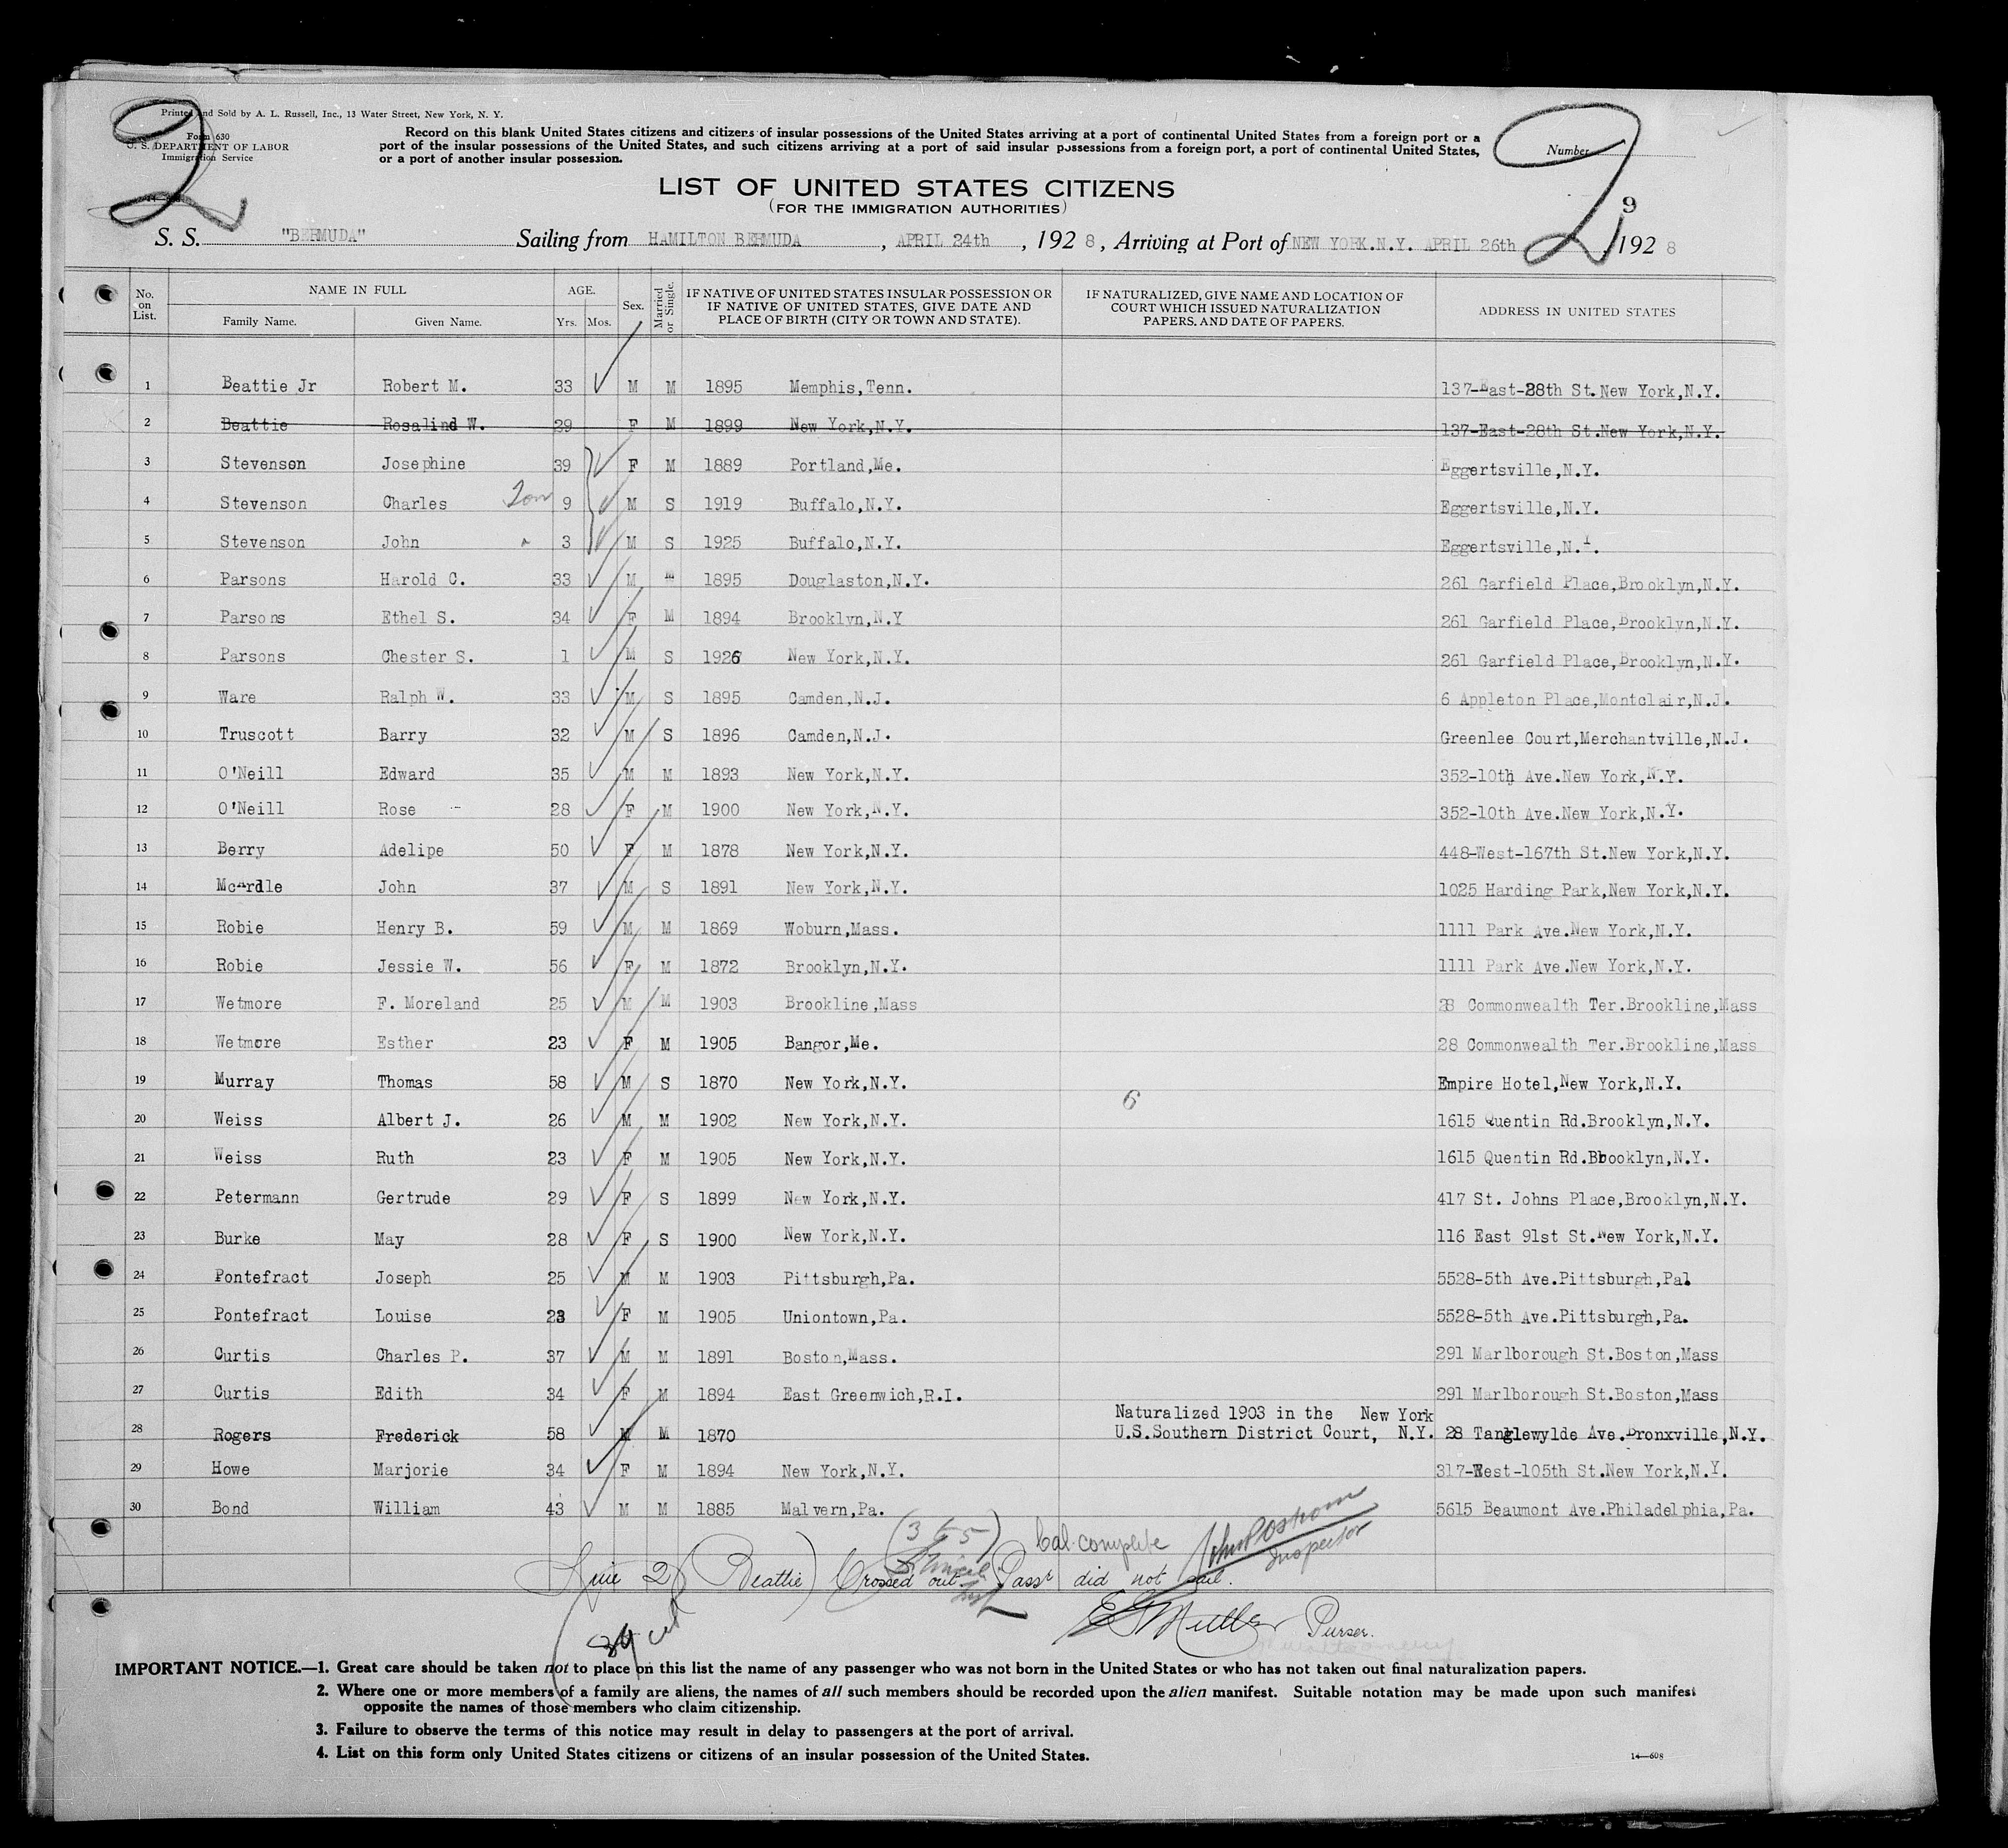 Printed and Sold by A. L. Russell, Inc., 13 Water Street, New York, N. Y.
Form 630
U. S. DEPARTMENT OF LABOR
Immigration Service
2
Record on this blank United States citizens and citizens of insular possessions of the United States arriving at a port of continental United States from a foreign port or a
port of the insular possessions of the United States, and such citizens arriving at a port of said insular possessions from a foreign port, a port of continental United States,
or a port of another insular possession.
Number
2
9
LIST OF UNITED STATES CITIZENS
(FOR THE IMMIGRATION AUTHORITIES)
S. S. "BERMUDA" Sailing from HAMILTON BERMUDA, APRIL 24th, 1928, Arriving at Port of NEW YORK.N.Y. APRIL 26th, 1928
No. on List. NAME IN FULL Family Name. Given Name. AGE. Yrs. Mos. Sex. Married or Single. IF NATIVE OF UNITED STATES INSULAR POSSESSION OR IF NATIVE OF UNITED STATES, GIVE DATE AND PLACE OF BIRTH (CITY OR TOWN AND STATE). IF NATURALIZED, GIVE NAME AND LOCATION OF COURT WHICH ISSUED NATURALIZATION PAPERS. AND DATE OF PAPERS. ADDRESS IN UNITED STATES
1 Beattie Jr Robert M. 33 M M 1895 Memphis,Tenn. 137-East-28th St.New York,N.Y.
2 Beattie Rosalind W. 29 F M 1899 New York,N.Y. 137-East-28th St.New York,N.Y.
3 Stevenson Josephine 39 F M 1889 Portland,Me. Eggertsville,N.Y.
4 Stevenson Charles 9 M S 1919 Buffalo,N.Y. Eggertsville,N.Y.
5 Stevenson John 3 M S 1925 Buffalo,N.Y. Eggertsville,N.Y.
6 Parsons Harold C. 33 M M 1895 Douglaston,N.Y. 261 Garfield Place,Brooklyn,N.Y.
7 Parsons Ethel S. 34 F M 1894 Brooklyn,N.Y 261 Garfield Place,Brooklyn,N.Y.
8 Parsons Chester S. 1 M S 1926 New York,N.Y. 261 Garfield Place,Brooklyn,N.Y.
9 Ware Ralph W. 33 M S 1895 Camden,N.J. 6 Appleton Place,Montclair,N.J.
10 Truscott Barry 32 M S 1896 Camden,N.J. Greenlee Court,Merchantville,N.J.
11 O'Neill Edward 35 M M 1893 New York,N.Y. 352-10th Ave.New York,N.Y.
12 O'Neill Rose 28 F M 1900 New York,N.Y. 352-10th Ave.New York,N.Y.
13 Berry Adelipe 50 F M 1878 New York,N.Y. 448-West-167th St.New York,N.Y.
14 Mcardle John 37 M S 1891 New York,N.Y. 1025 Harding Park,New York,N.Y.
15 Robie Henry B. 59 M M 1869 Woburn,Mass. 1111 Park Ave.New York,N.Y.
16 Robie Jessie W. 56 F M 1872 Brooklyn,N.Y. 1111 Park Ave.New York,N.Y.
17 Wetmore F. Moreland 25 M M 1903 Brookline,Mass 28 Commonwealth Ter.Brookline,Mass
18 Wetmore Esther 23 F M 1905 Bangor,Me. 28 Commonwealth Ter.Brookline,Mass
19 Murray Thomas 58 M S 1870 New York,N.Y. Empire Hotel,New York,N.Y.
6
20 Weiss Albert J. 26 M M 1902 New York,N.Y. 1615 Quentin Rd.Brooklyn,N.Y.
21 Weiss Ruth 23 F M 1905 New York,N.Y. 1615 Quentin Rd.Bbooklyn,N.Y.
22 Petermann Gertrude 29 F S 1899 New York,N.Y. 417 St. Johns Place,Brooklyn,N.Y.
23 Burke May 28 F S 1900 New York,N.Y. 116 East 91st St.New York,N.Y.
24 Pontefract Joseph 25 M M 1903 Pittsburgh,Pa. 5528-5th Ave.Pittsburgh,Pa.
25 Pontefract Louise 23 F M 1905 Uniontown,Pa. 5528-5th Ave.Pittsburgh,Pa.
26 Curtis Charles P. 37 M M 1891 Boston,Mass. 291 Marlborough St.Boston,Mass
27 Curtis Edith 34 F M 1894 East Greenwich,R.I. 291 Marlborough St.Boston,Mass
Naturalized 1903 in the New York
28 Rogers Frederick 58 M M 1870 U.S.Southern District Court, N.Y. 28 Tanglewylde Ave.Bronxville,N.Y.
29 Howe Marjorie 34 F M 1894 New York,N.Y. 317-West-105th St.New York,N.Y.
30 Bond William 43 M M 1885 Malvern,Pa. 5615 Beaumont Ave.Philadelphia,Pa.
(3 to 5) complete Inspector
Line 2 (Beattie) Crossed out Passr did not sail.
Purser.
IMPORTANT NOTICE.—1. Great care should be taken not to place on this list the name of any passenger who was not born in the United States or who has not taken out final naturalization papers.
2. Where one or more members of a family are aliens, the names of all such members should be recorded upon the alien manifest. Suitable notation may be made upon such manifest
opposite the names of those members who claim citizenship.
3. Failure to observe the terms of this notice may result in delay to passengers at the port of arrival.
4. List on this form only United States citizens or citizens of an insular possession of the United States.
14—608